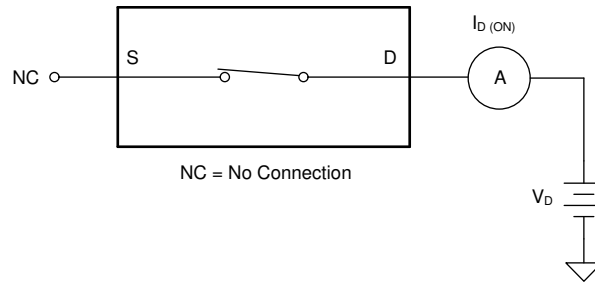 I_D (ON)
S
D
NC
A
NC = No Connection
V_D